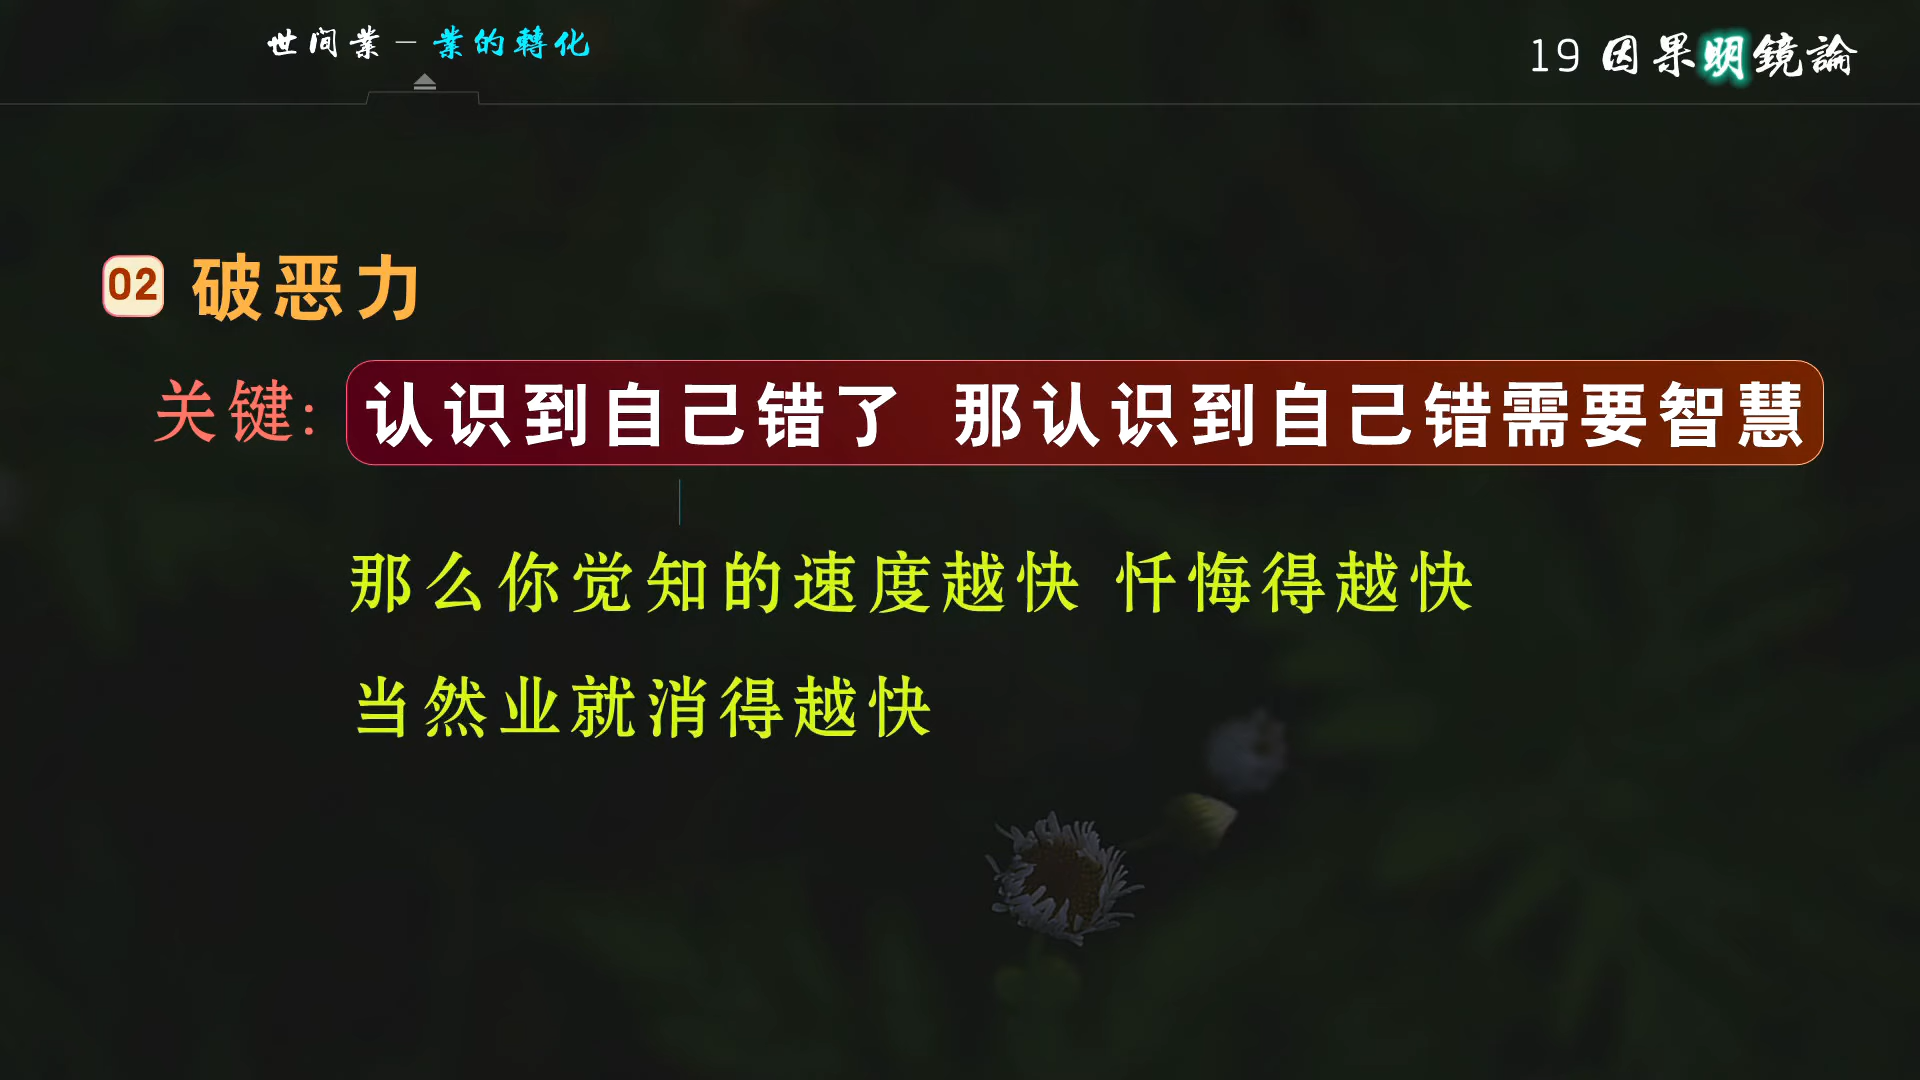 世间業－業的轉化
19 因果明鏡論
02 破恶力
关键: 认识到自己错了 那认识到自己错需要智慧
那么你觉知的速度越快 忏悔得越快
当然业就消得越快